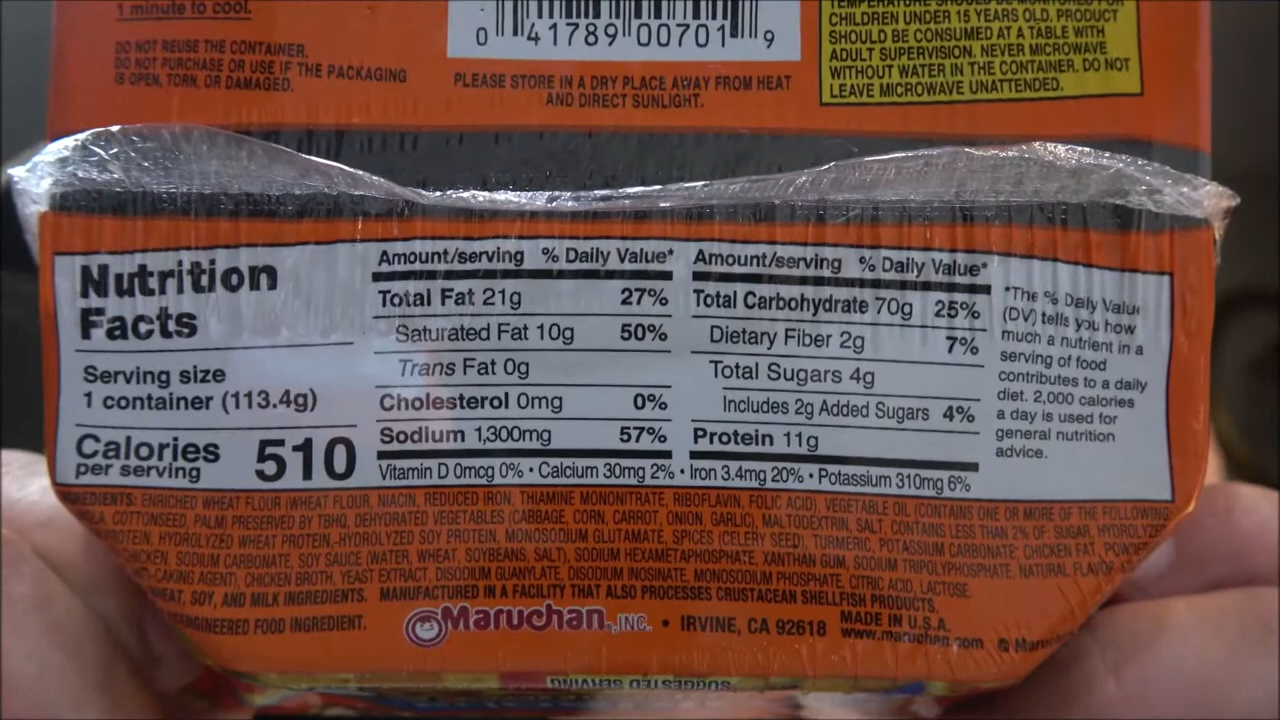 1 minute to cool.
DO NOT REUSE THE CONTAINER.
DO NOT PURCHASE OR USE IF THE PACKAGING
IS OPEN, TORN, OR DAMAGED.
0 41789 00701 9
PLEASE STORE IN A DRY PLACE AWAY FROM HEAT
AND DIRECT SUNLIGHT.
TEMPERATURE SHOULD BE MONITORED FOR
CHILDREN UNDER 15 YEARS OLD. PRODUCT
SHOULD BE CONSUMED AT A TABLE WITH
ADULT SUPERVISION. NEVER MICROWAVE
WITHOUT WATER IN THE CONTAINER. DO NOT
LEAVE MICROWAVE UNATTENDED.
Nutrition
Facts
Serving size
1 container (113.4g)
Calories
per serving
510
Amount/serving % Daily Value*
Total Fat 21g 27%
Saturated Fat 10g 50%
Trans Fat 0g
Cholesterol 0mg 0%
Sodium 1,300mg 57%
Amount/serving % Daily Value*
Total Carbohydrate 70g 25%
Dietary Fiber 2g 7%
Total Sugars 4g
Includes 2g Added Sugars 4%
Protein 11g
Vitamin D 0mcg 0% • Calcium 30mg 2% • Iron 3.4mg 20% • Potassium 310mg 6%
*The % Daily Value
(DV) tells you how
much a nutrient in a
serving of food
contributes to a daily
diet. 2,000 calories
a day is used for
general nutrition
advice.
ENRICHED WHEAT FLOUR (WHEAT FLOUR, NIACIN, REDUCED IRON, THIAMINE MONONITRATE, RIBOFLAVIN, FOLIC ACID), VEGETABLE OIL (CONTAINS ONE OR MORE OF THE FOLLOWING
COTTONSEED, PALM) PRESERVED BY TBHQ, DEHYDRATED VEGETABLES (CABBAGE, CORN, CARROT, ONION, GARLIC), MALTODEXTRIN, SALT, CONTAINS LESS THAN 2% OF: SUGAR,
HYDROLYZED WHEAT PROTEIN, HYDROLYZED SOY PROTEIN, MONOSODIUM GLUTAMATE, SPICES (CELERY SEED), TURMERIC, POTASSIUM CARBONATE, CHICKEN FAT,
CHICKEN, SODIUM CARBONATE, SOY SAUCE (WATER, WHEAT, SOYBEANS, SALT), SODIUM HEXAMETAPHOSPHATE, XANTHAN GUM, SODIUM TRIPOLYPHOSPHATE, NATURAL FLAVOR,
-CAKING AGENT), CHICKEN BROTH, YEAST EXTRACT, DISODIUM GUANYLATE, DISODIUM INOSINATE, MONOSODIUM PHOSPHATE, CITRIC ACID, LACTOSE.
SOY, AND MILK INGREDIENTS. MANUFACTURED IN A FACILITY THAT ALSO PROCESSES CRUSTACEAN SHELLFISH PRODUCTS.
ENGINEERED FOOD INGREDIENT.
Maruchan, INC. • IRVINE, CA 92618
MADE IN U.S.A.
www.maruchan.com
SUGGESTED SERVING